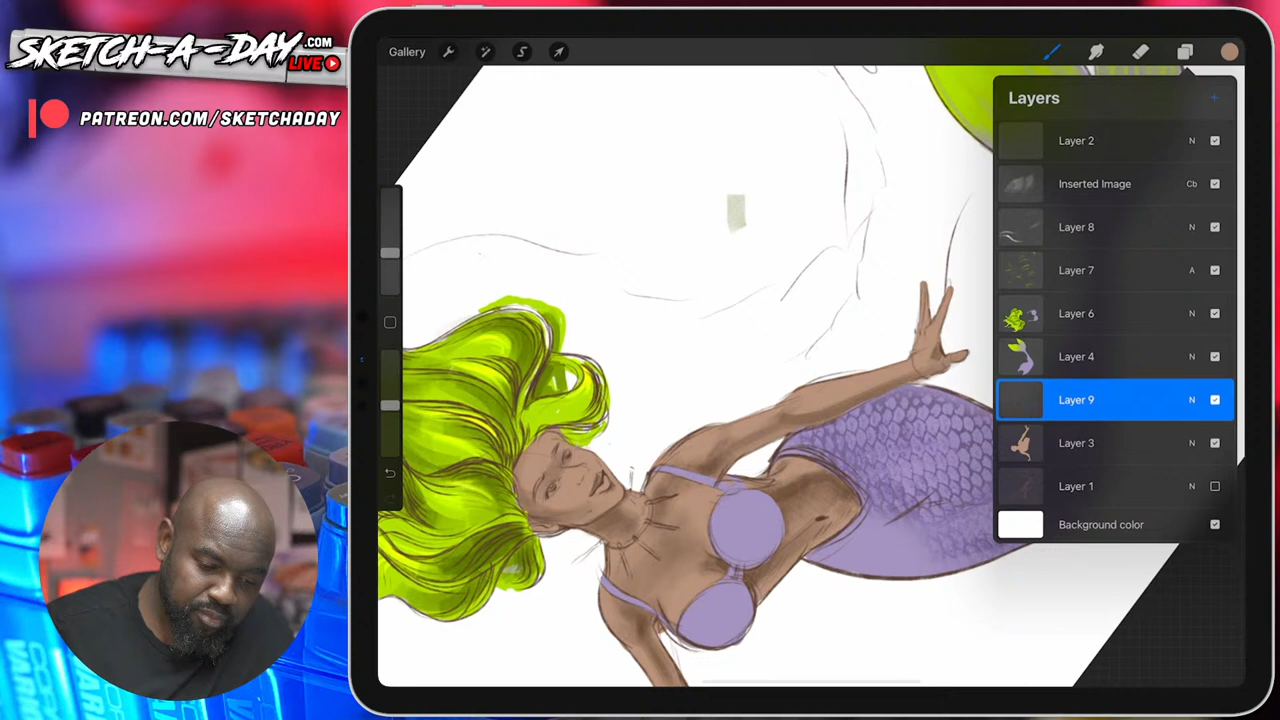 SKETCH-A-DAY.COM
LIVE
PATREON.COM/SKETCHADAY
Gallery
Layers
Layer 2 N
Inserted Image Cb
Layer 8 N
Layer 7 A
Layer 6 N
Layer 4 N
Layer 9 N
Layer 3 N
Layer 1 N
Background color